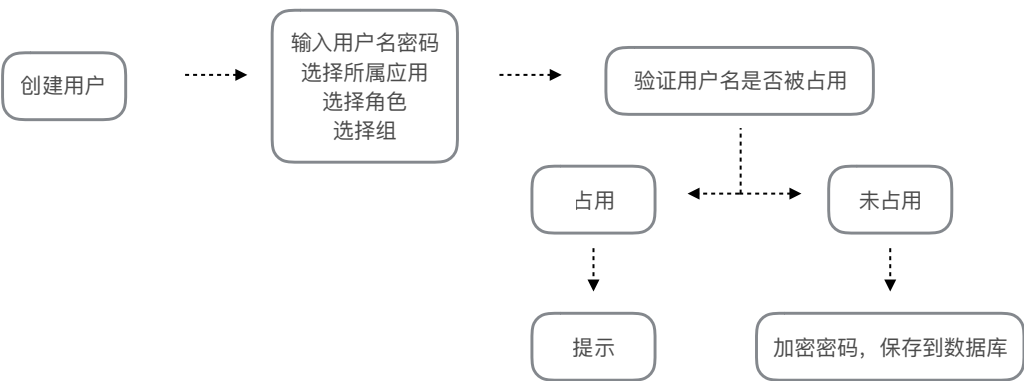 创建用户
输入用户名密码
选择所属应用
选择角色
选择组
验证用户名是否被占用
占用
未占用
提示
加密密码，保存到数据库